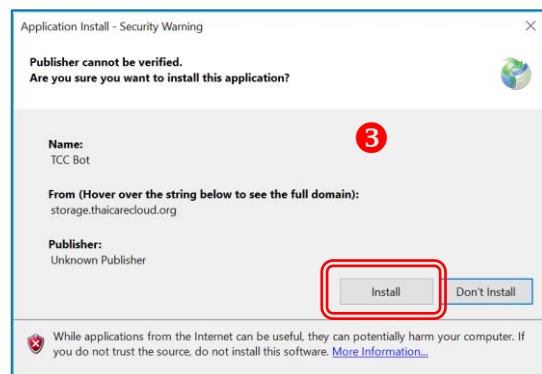 Application Install - Security Warning
Publisher cannot be verified.
Are you sure you want to install this application?
3
Name:
TCC Bot
From (Hover over the string below to see the full domain):
storage.thaicarecloud.org
Publisher:
Unknown Publisher
Install
Don't Install
While applications from the Internet can be useful, they can potentially harm your computer. If
you do not trust the source, do not install this software. More Information...